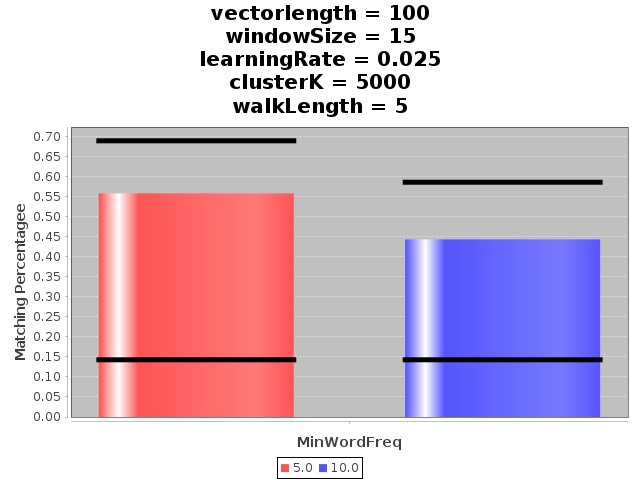 vectorlength = 100
windowSize = 15
learningRate = 0.025
clusterK = 5000
walkLength = 5
0.70
0.65
0.60
0.55
0.50
0.45
0.40
0.35
0.30
0.25
0.20
0.15
0.10
0.05
0.00
Matching Percentagee
MinWordFreq
5.0 10.0